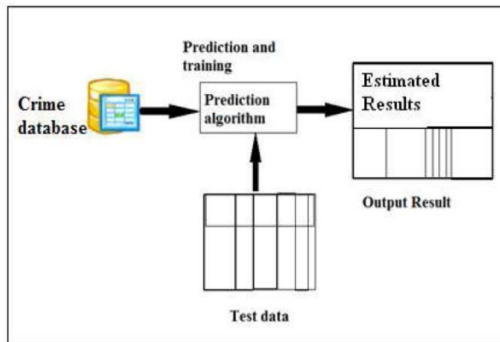 Prediction and
training
Crime
database
Prediction
algorithm
Estimated
Results
Output Result
Test data